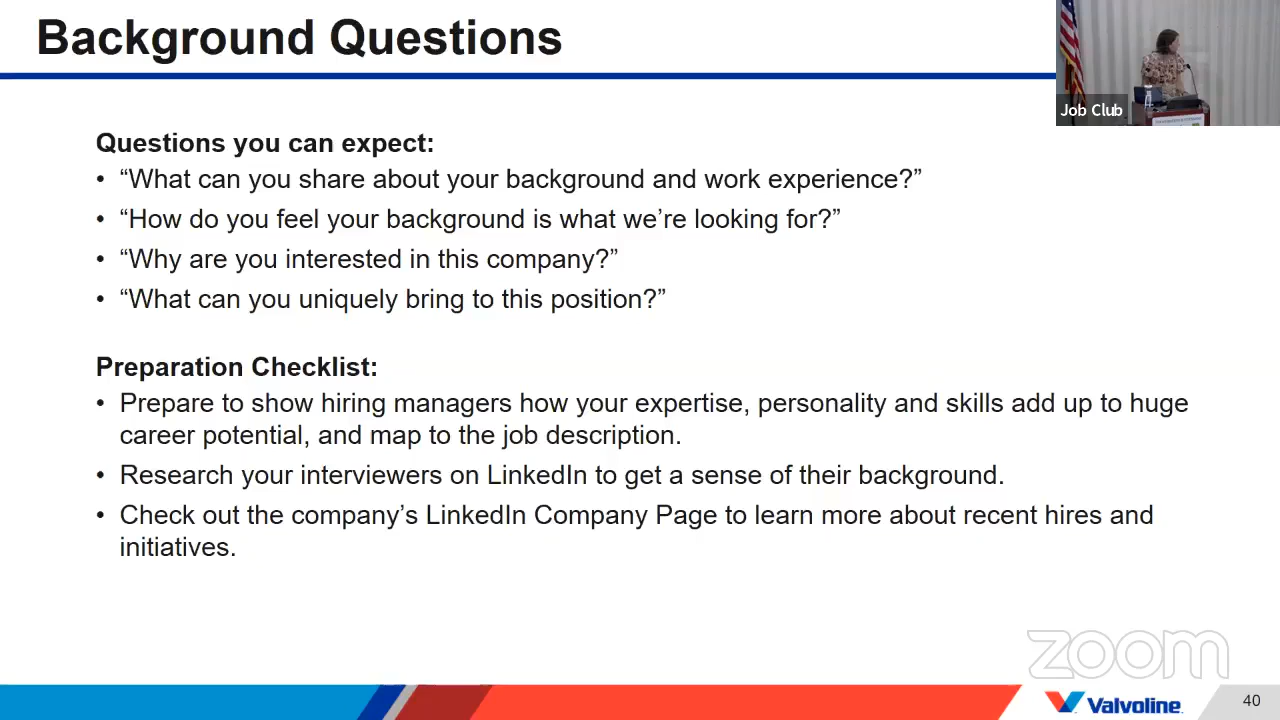 Background Questions
Job Club
Questions you can expect:
• “What can you share about your background and work experience?”
• “How do you feel your background is what we’re looking for?”
• “Why are you interested in this company?”
• “What can you uniquely bring to this position?”
Preparation Checklist:
• Prepare to show hiring managers how your expertise, personality and skills add up to huge
career potential, and map to the job description.
• Research your interviewers on LinkedIn to get a sense of their background.
• Check out the company’s LinkedIn Company Page to learn more about recent hires and
initiatives.
zoom
Valvoline
40